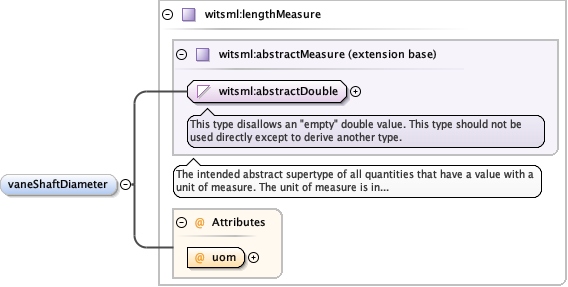 witsml:lengthMeasure
witsml:abstractMeasure (extension base)
witsml:abstractDouble
This type disallows an "empty" double value. This type should not be
used directly except to derive another type.
The intended abstract supertype of all quantities that have a value with a
unit of measure. The unit of measure is in...
vaneShaftDiameter
@ Attributes
@ uom